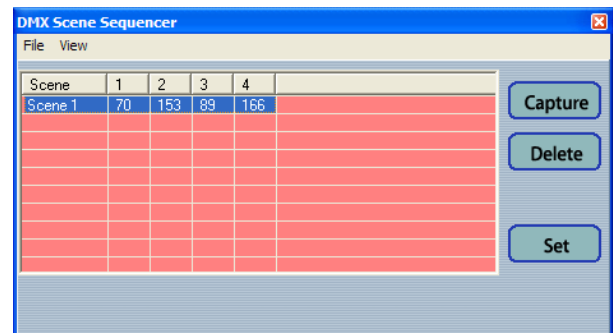 DMX Scene Sequencer
File View
Scene 1 2 3 4
Scene 1 70 153 89 166
Capture
Delete
Set